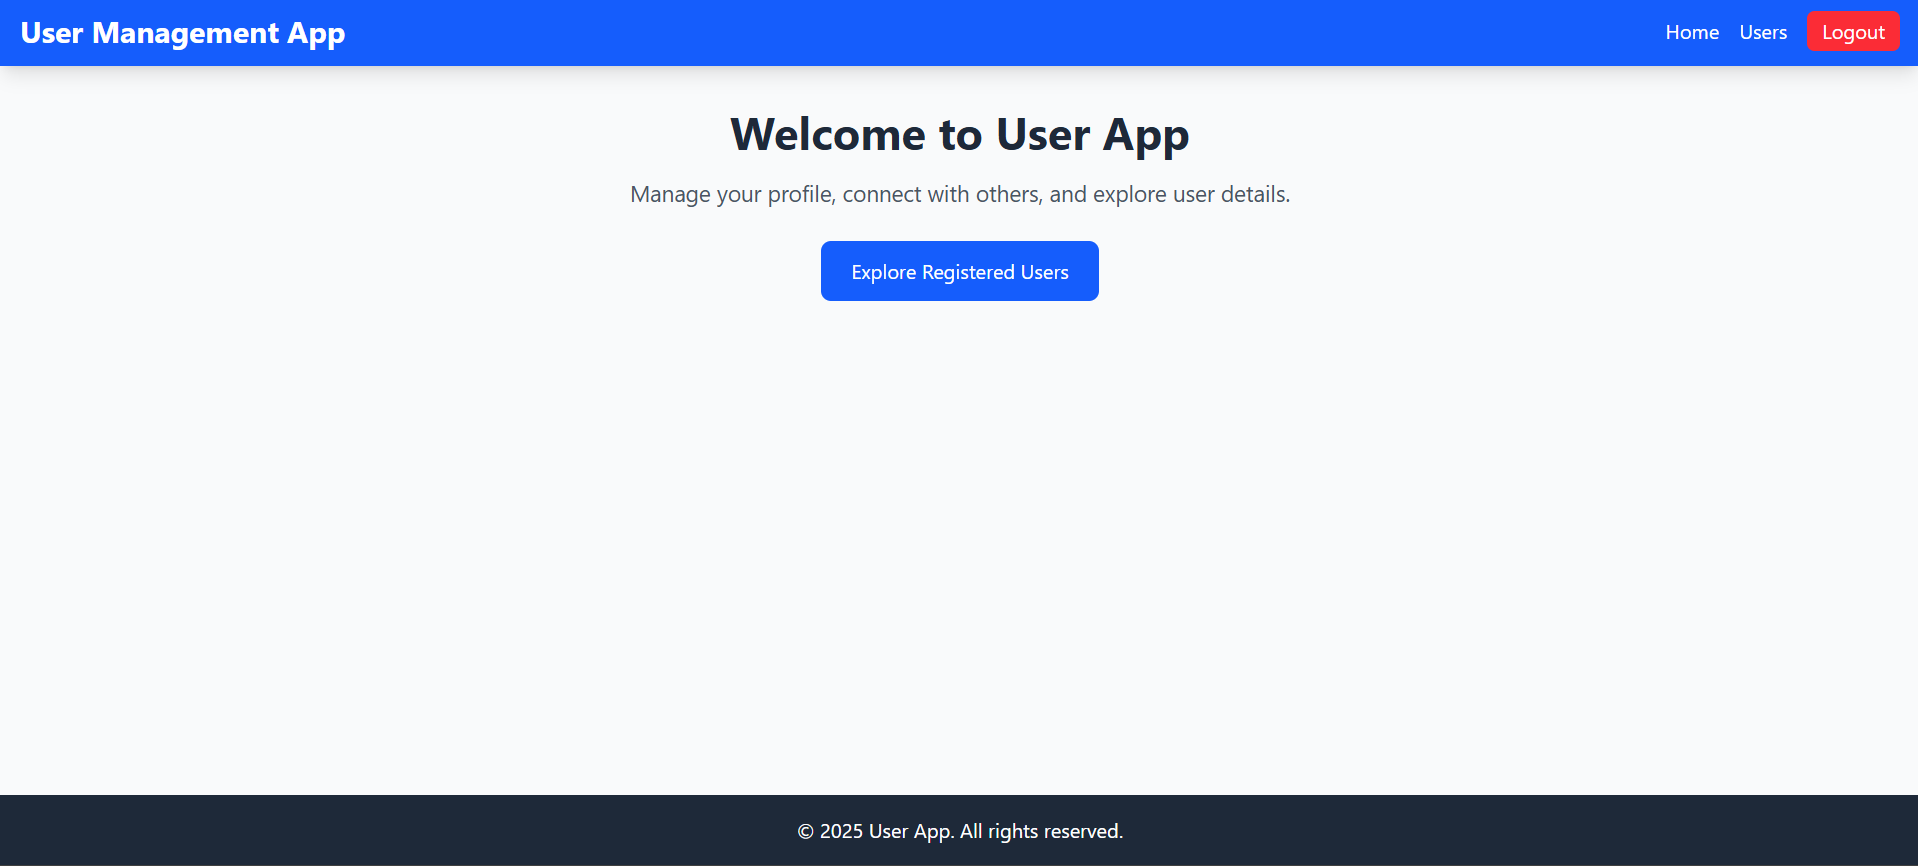 User Management App
Home Users Logout
Welcome to User App
Manage your profile, connect with others, and explore user details.
Explore Registered Users
© 2025 User App. All rights reserved.